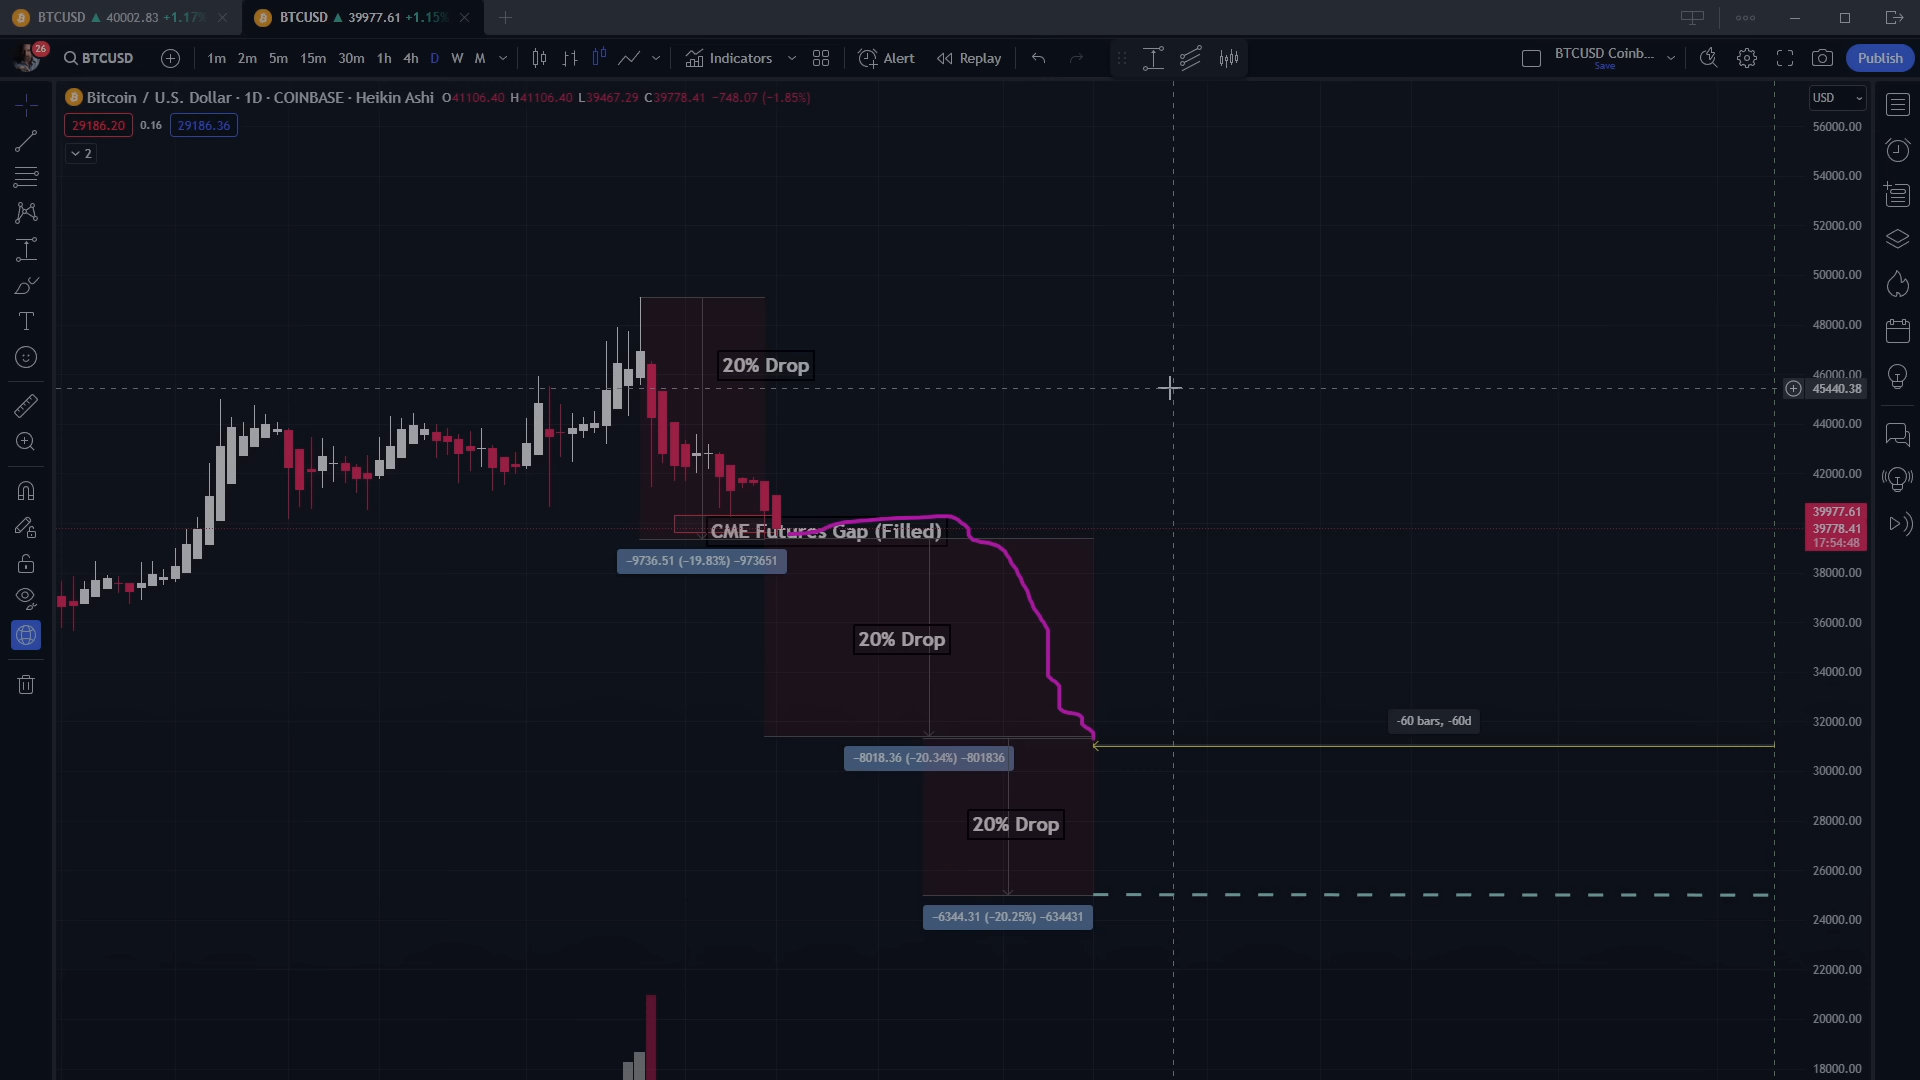 BTCUSD ▲ 40002.83 +1.17%
BTCUSD ▲ 39977.61 +1.15%
26
BTCUSD
1m 2m 5m 15m 30m 1h 4h D W M
Indicators
Alert
Replay
BTCUSD Coinb...
Save
Publish
Bitcoin / U.S. Dollar · 1D · COINBASE · Heikin Ashi O41106.40 H41106.40 L39467.29 C39778.41 −748.07 (−1.85%)
USD
29186.20 0.16 29186.36
2
56000.00
54000.00
52000.00
50000.00
48000.00
20% Drop
46000.00
45440.38
44000.00
42000.00
39977.61
39778.41
17:54:48
CME Futures Gap (Filled)
−9736.51 (−19.83%) −973651
38000.00
36000.00
20% Drop
34000.00
32000.00
-60 bars, -60d
−8018.36 (−20.34%) −801836
30000.00
28000.00
20% Drop
26000.00
24000.00
−6344.31 (−20.25%) −634431
22000.00
20000.00
18000.00